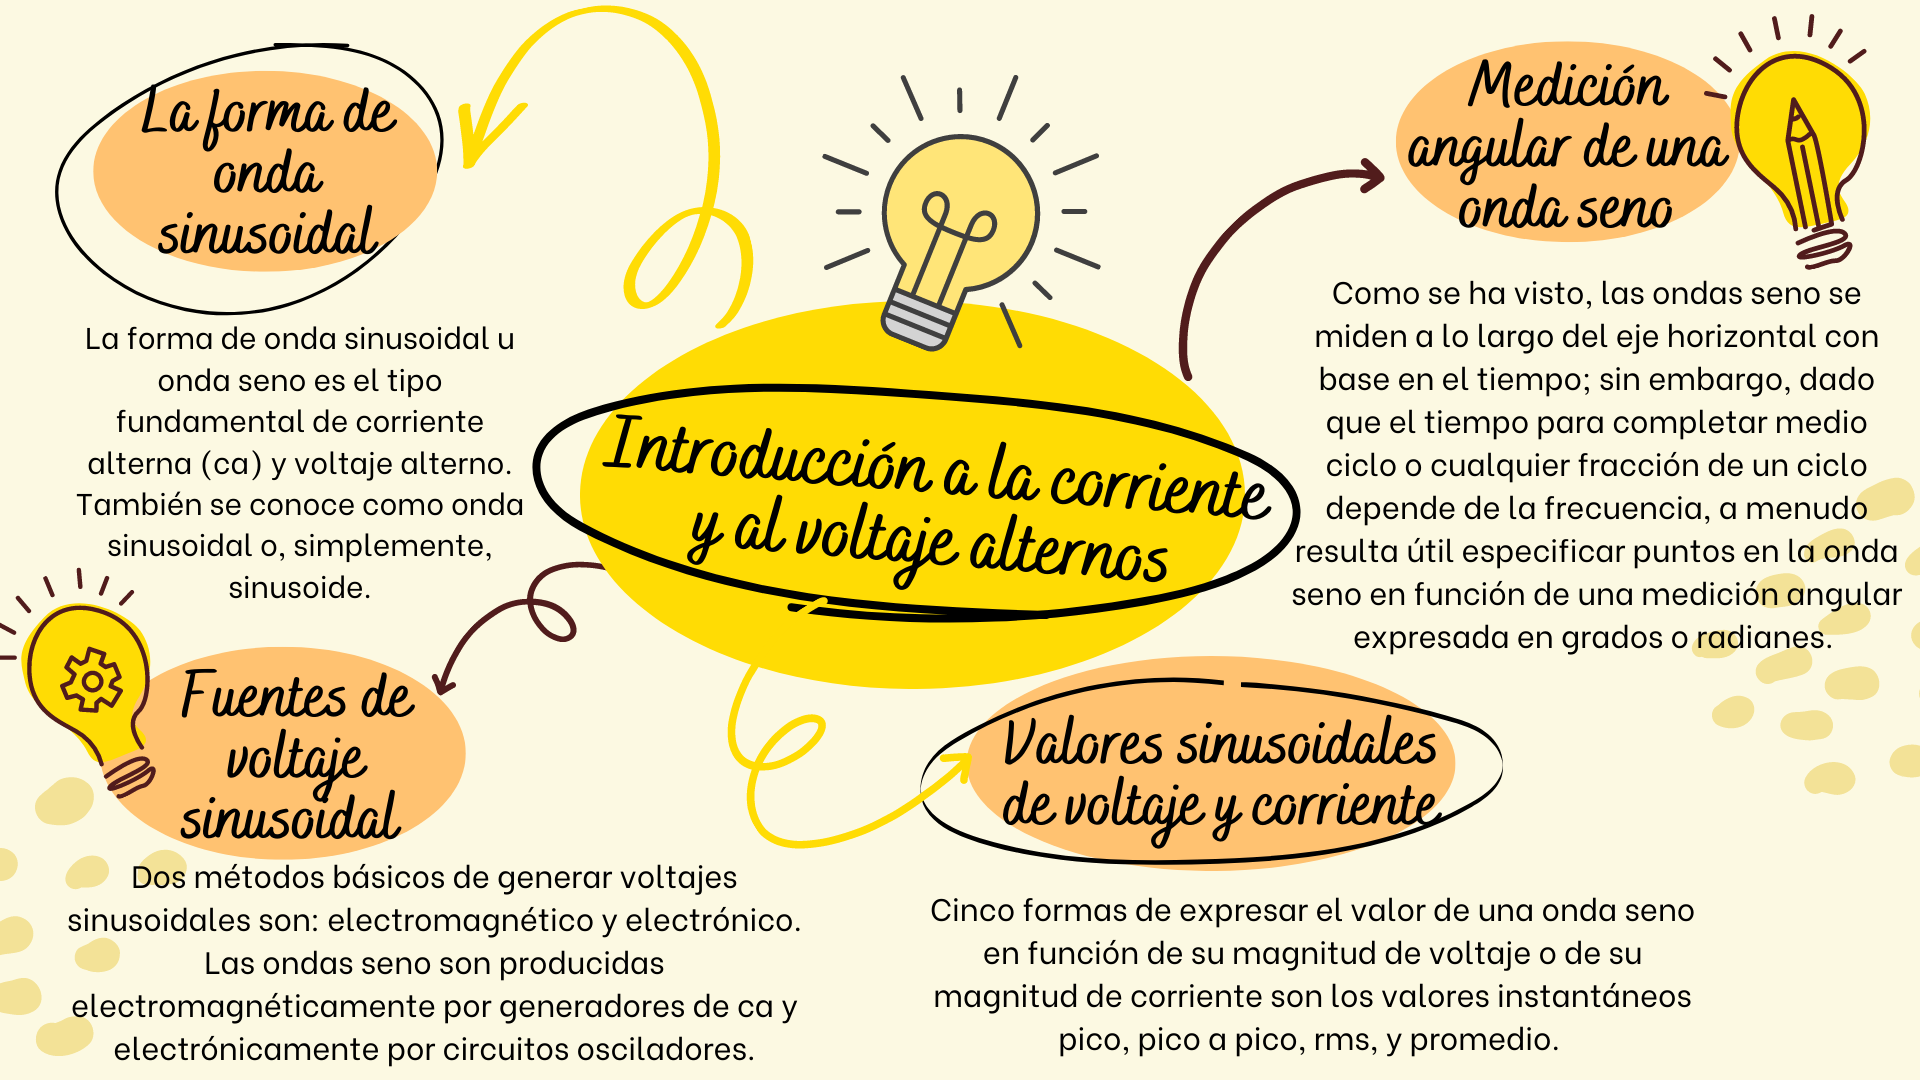 La forma de
onda
sinusoidal
La forma de onda sinusoidal u
onda seno es el tipo
fundamental de corriente
alterna (ca) y voltaje alterno.
También se conoce como onda
sinusoidal o, simplemente,
sinusoide.
Medición
angular de una
onda seno
Como se ha visto, las ondas seno se
miden a lo largo del eje horizontal con
base en el tiempo; sin embargo, dado
que el tiempo para completar medio
ciclo o cualquier fracción de un ciclo
depende de la frecuencia, a menudo
resulta útil especificar puntos en la onda
seno en función de una medición angular
expresada en grados o radianes.
Introducción a la corriente
y al voltaje alternos
Fuentes de
voltaje
sinusoidal
Dos métodos básicos de generar voltajes
sinusoidales son: electromagnético y electrónico.
Las ondas seno son producidas
electromagnéticamente por generadores de ca y
electrónicamente por circuitos osciladores.
Valores sinusoidales
de voltaje y corriente
Cinco formas de expresar el valor de una onda seno
en función de su magnitud de voltaje o de su
magnitud de corriente son los valores instantáneos
pico, pico a pico, rms, y promedio.